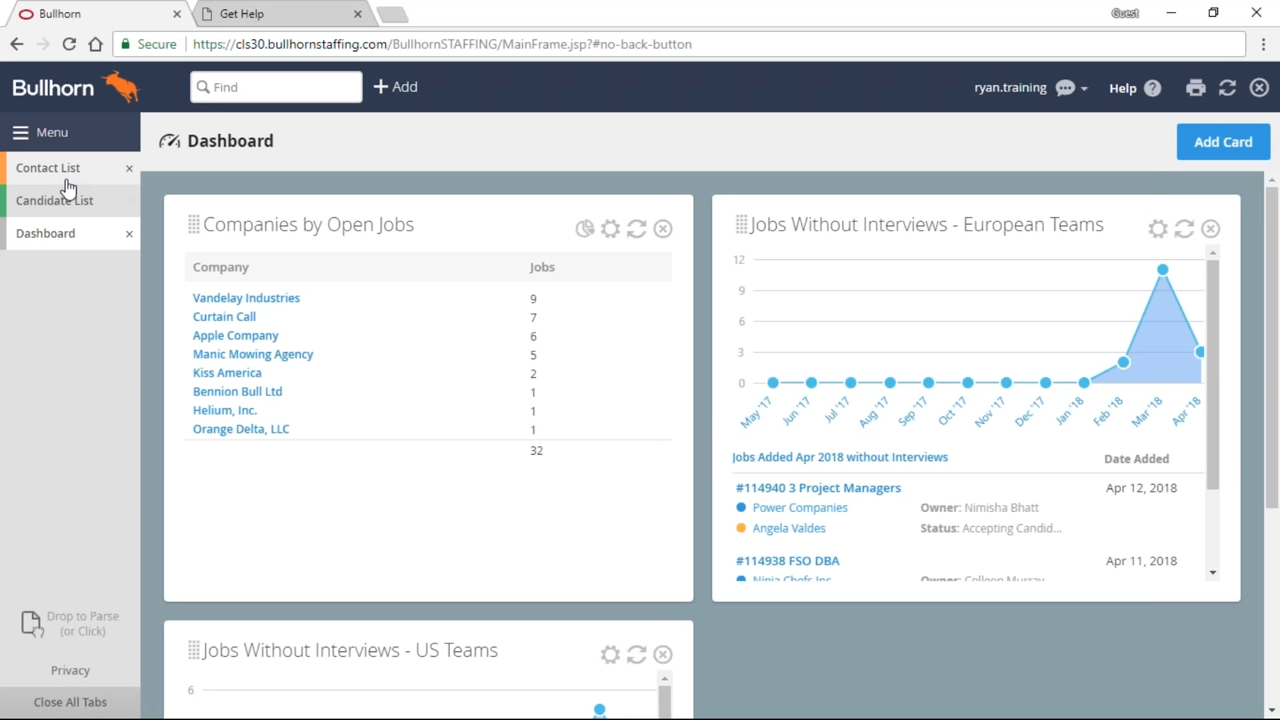 Bullhorn
Get Help
Guest
Secure
https://cls30.bullhornstaffing.com/BullhornSTAFFING/MainFrame.jsp?#no-back-button
Bullhorn
Find
+ Add
ryan.training
Help ?
Menu
Dashboard
Add Card
Contact List
Candidate List
Dashboard
Companies by Open Jobs
Company Jobs
Vandelay Industries 9
Curtain Call 7
Apple Company 6
Manic Mowing Agency 5
Kiss America 2
Bennion Bull Ltd 1
Helium, Inc. 1
Orange Delta, LLC 1
32
Jobs Without Interviews - European Teams
12
9
6
3
0
May '17 Jun '17 Jul '17 Aug '17 Sep '17 Oct '17 Nov '17 Dec '17 Jan '18 Feb '18 Mar '18 Apr '18
Jobs Added Apr 2018 without Interviews Date Added
#114940 3 Project Managers Apr 12, 2018
Power Companies Owner: Nimisha Bhatt
Angela Valdes Status: Accepting Candid...
#114938 FSO DBA Apr 11, 2018
Ninja Chefs Inc Owner: Colleen Murray
Jobs Without Interviews - US Teams
6
Drop to Parse
(or Click)
Privacy
Close All Tabs